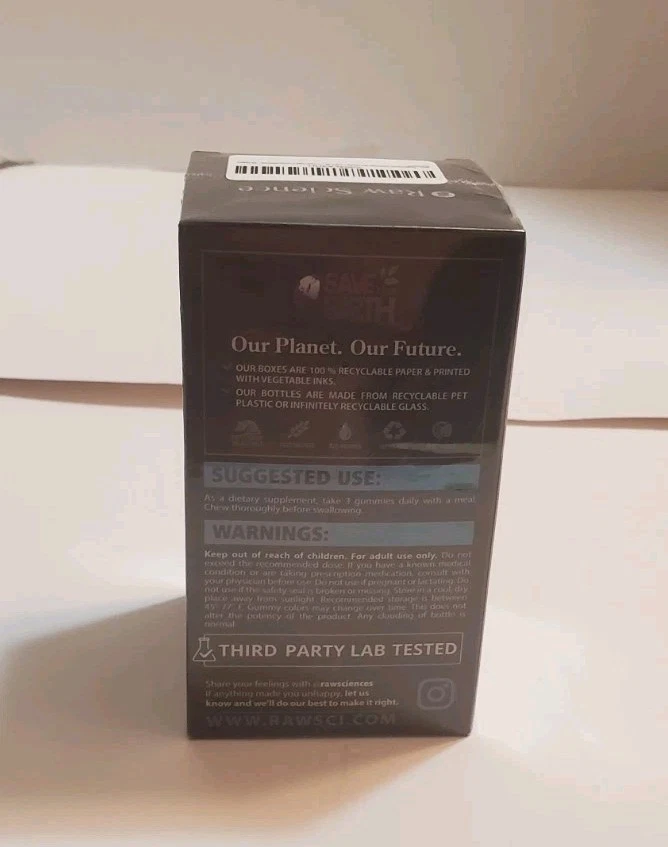 Raw Science
SAVE
EARTH
Our Planet. Our Future.
OUR BOXES ARE 100 % RECYCLABLE PAPER & PRINTED
WITH VEGETABLE INKS.
OUR BOTTLES ARE MADE FROM RECYCLABLE PET
PLASTIC OR INFINITELY RECYCLABLE GLASS.
SUGGESTED USE:
As a dietary supplement, take 3 gummies daily with a meal.
Chew thoroughly before swallowing.
WARNINGS:
Keep out of reach of children. For adult use only. Do not
exceed the recommended dose. If you have a known medical
condition or are taking prescription medication, consult with
your physician before use. Do not use if pregnant or lactating. Do
not use if the safety seal is broken or missing. Store in a cool, dry
place away from sunlight. Recommended storage is between
Gummy colors may change over time. This does not
alter the potency of the product. Any clouding of bottle is
normal.
THIRD PARTY LAB TESTED
Share your feelings with @rawsciences
If anything made you unhappy, let us
know and we'll do our best to make it right.
WWW.RAWSCI.COM